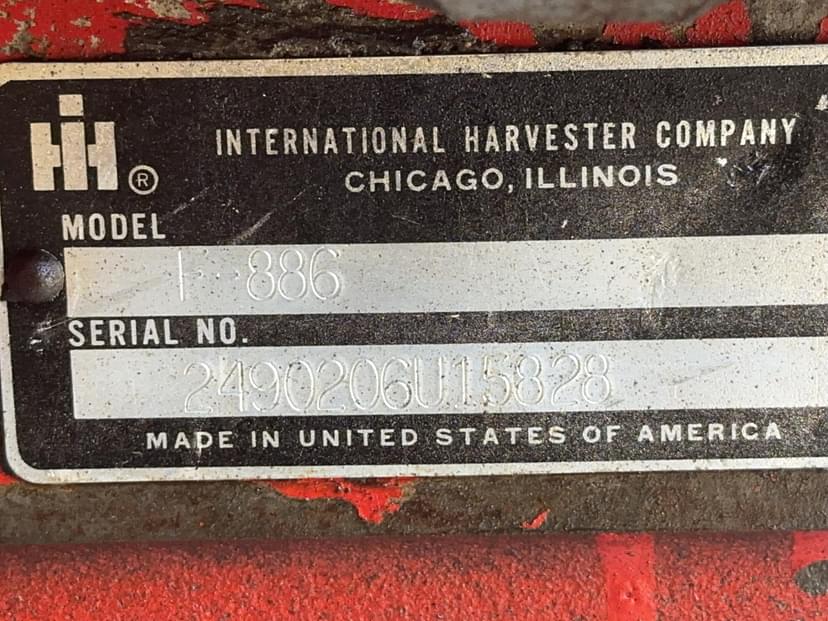 IH ®
INTERNATIONAL HARVESTER COMPANY
CHICAGO, ILLINOIS
MODEL
F-886
SERIAL NO.
2490206U15828
MADE IN UNITED STATES OF AMERICA